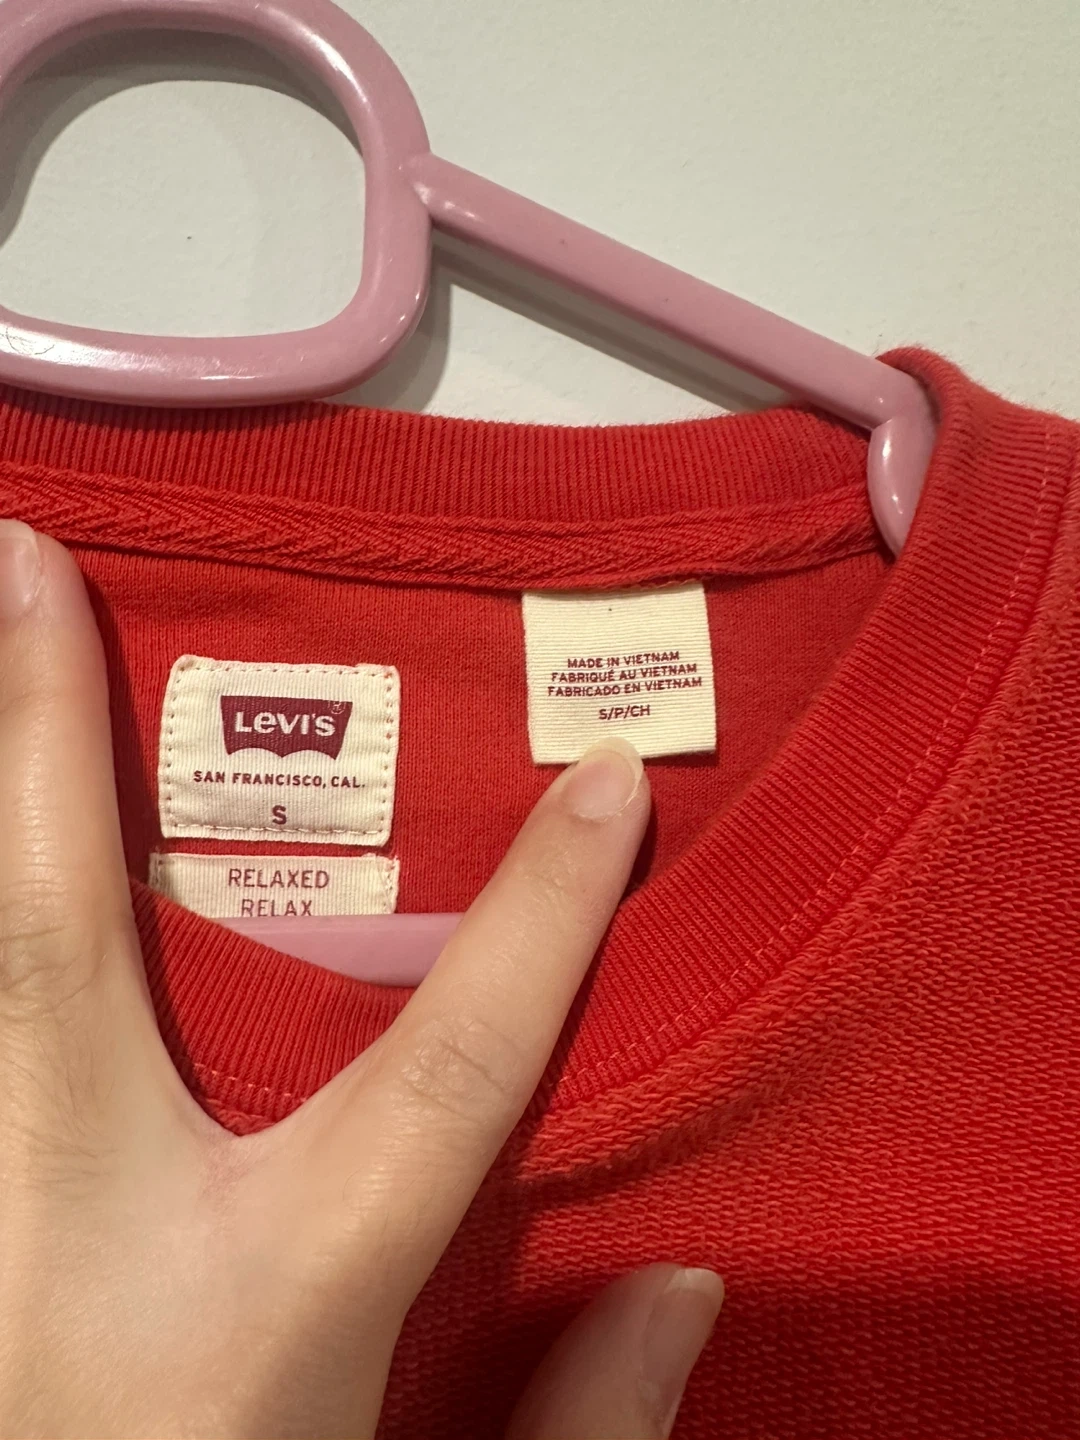 Levi's ®
SAN FRANCISCO, CAL.
S
RELAXED
RELAX
MADE IN VIETNAM
FABRIQUÉ AU VIETNAM
FABRICADO EN VIETNAM
S/P/CH